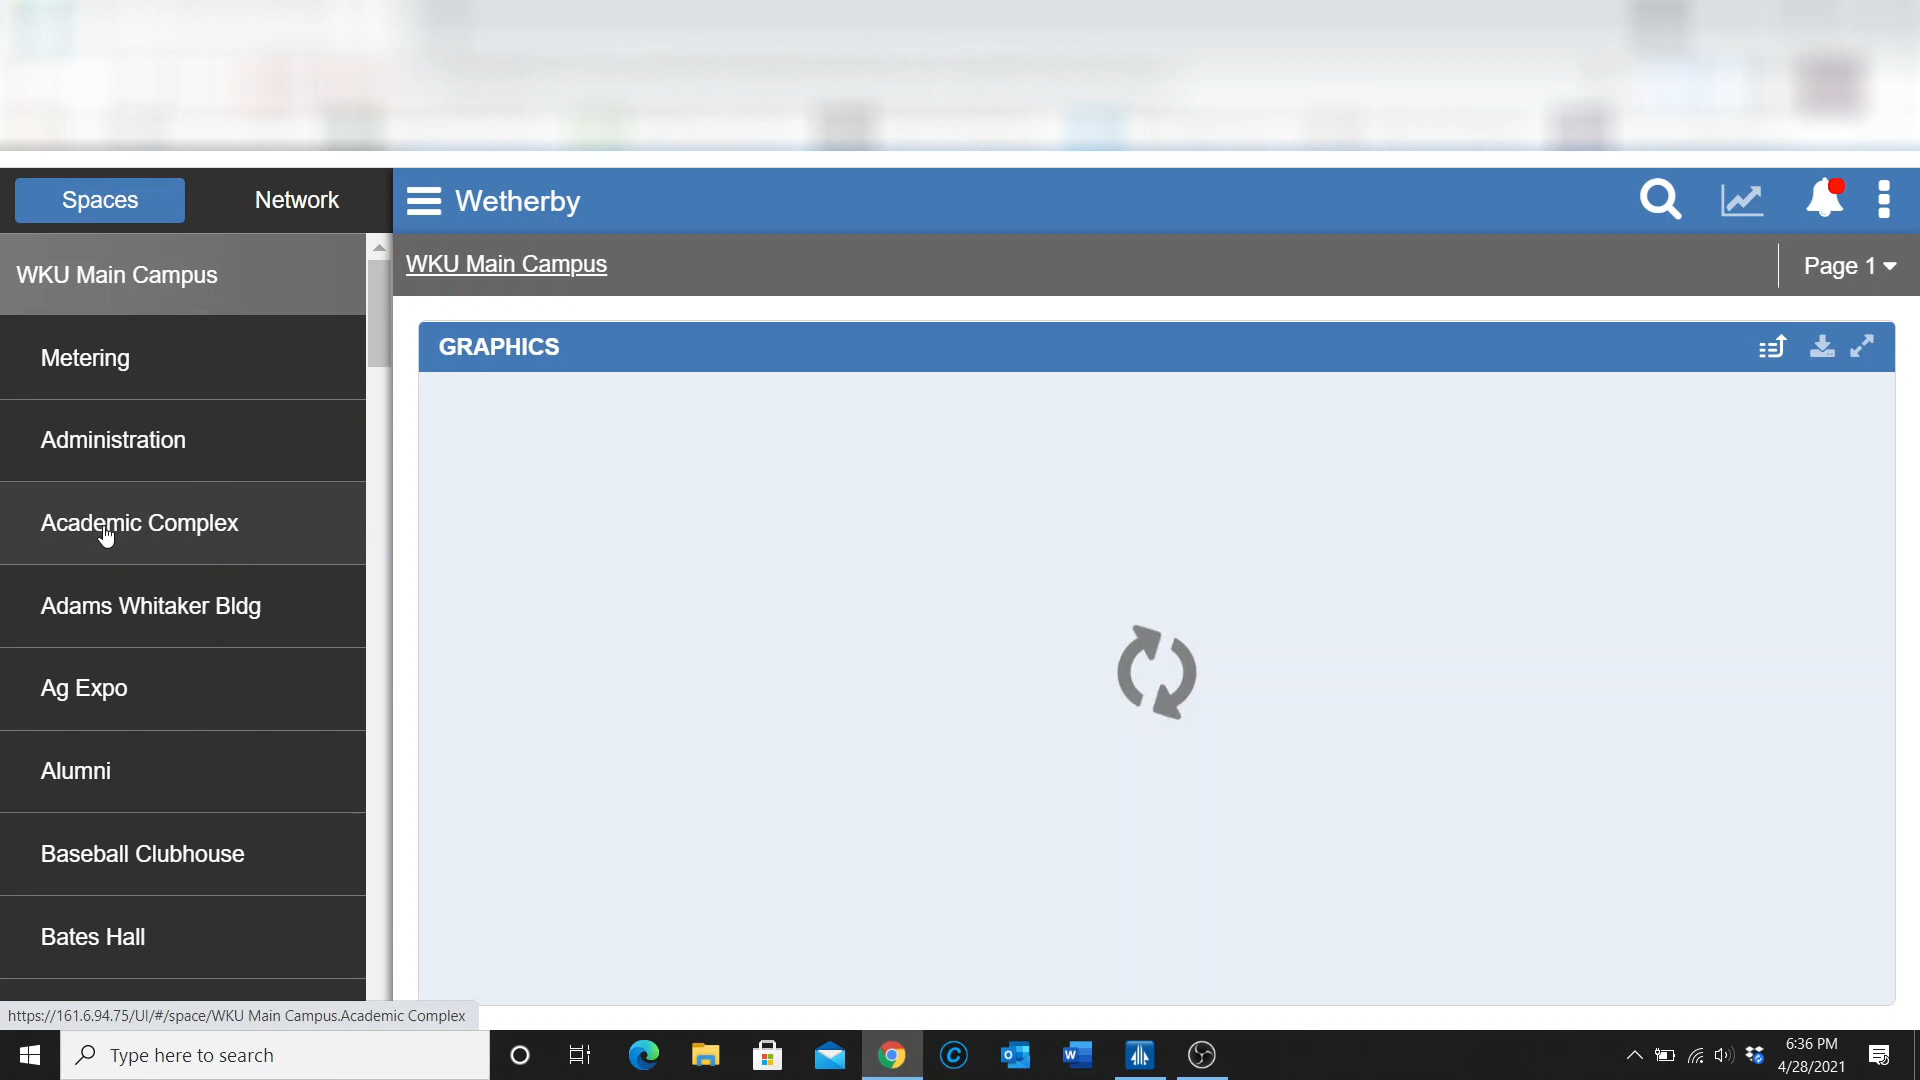 Spaces
Network
Wetherby
WKU Main Campus
WKU Main Campus
Page 1
Metering
GRAPHICS
Administration
Academic Complex
Adams Whitaker Bldg
Ag Expo
Alumni
Baseball Clubhouse
Bates Hall
https://161.6.94.75/UI/#/space/WKU Main Campus.Academic Complex
Type here to search
6:36 PM
4/28/2021